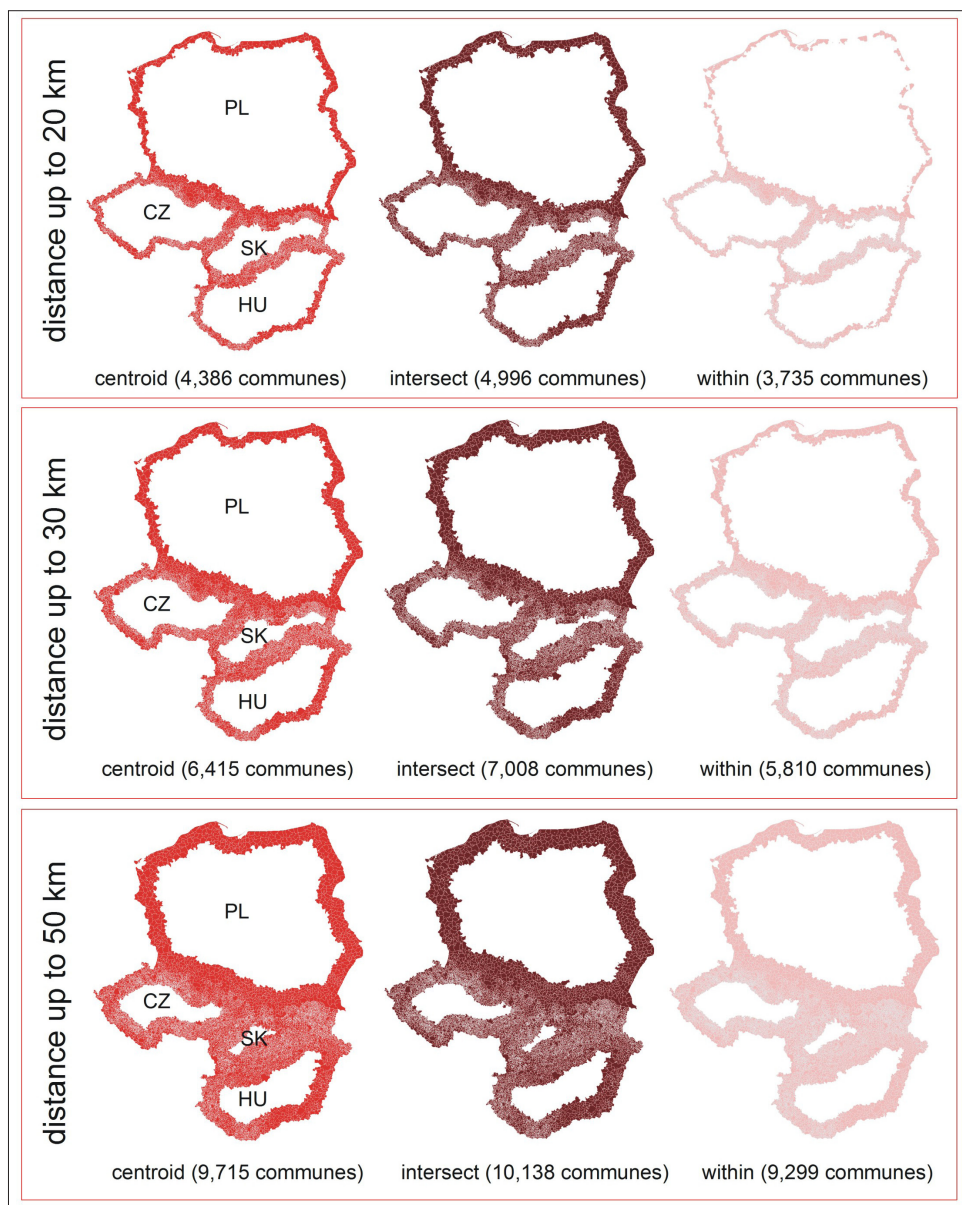 distance up to 20 km
PL
CZ
SK
HU
centroid (4,386 communes)
intersect (4,996 communes)
within (3,735 communes)
distance up to 30 km
PL
CZ
SK
HU
centroid (6,415 communes)
intersect (7,008 communes)
within (5,810 communes)
distance up to 50 km
PL
CZ
SK
HU
centroid (9,715 communes)
intersect (10,138 communes)
within (9,299 communes)